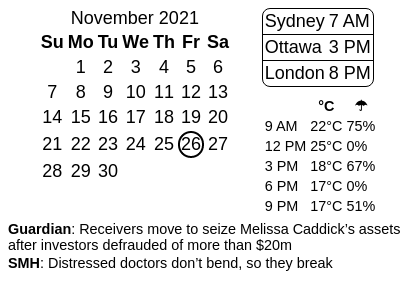 November 2021
Su Mo Tu We Th Fr Sa
1 2 3 4 5 6
7 8 9 10 11 12 13
14 15 16 17 18 19 20
21 22 23 24 25 26 27
28 29 30
Sydney 7 AM
Ottawa 3 PM
London 8 PM
°C ☂
9 AM 22°C 75%
12 PM 25°C 0%
3 PM 18°C 67%
6 PM 17°C 0%
9 PM 17°C 51%
Guardian: Receivers move to seize Melissa Caddick’s assets
after investors defrauded of more than $20m
SMH: Distressed doctors don’t bend, so they break